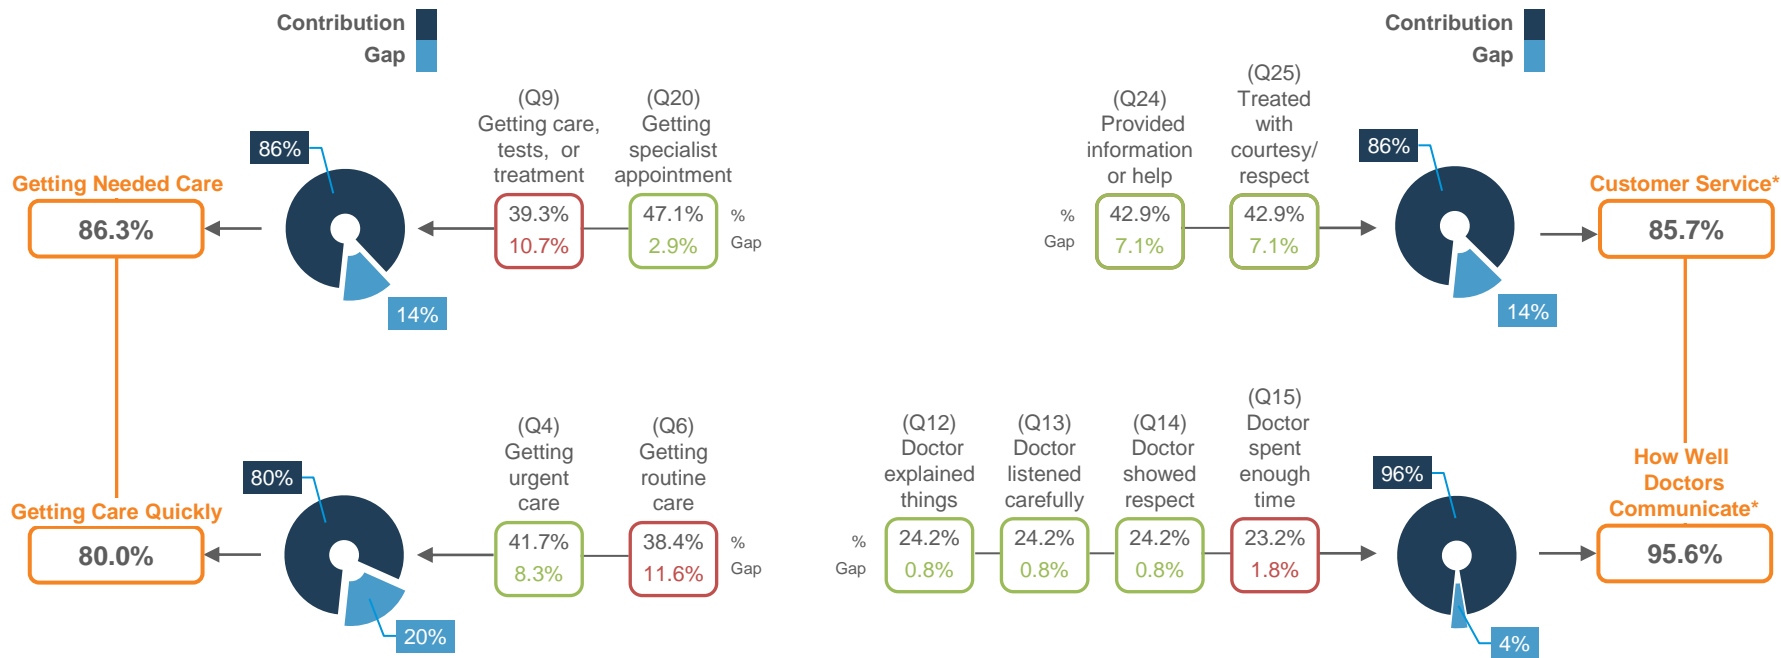 Contribution
Gap
(Q9)
Getting care,
tests, or
treatment
(Q20)
Getting
specialist
appointment
86%
Getting Needed Care
86.3%
39.3%
10.7%
47.1%
2.9%
%
Gap
14%
Contribution
Gap
(Q24)
Provided
information
or help
(Q25)
Treated
with
courtesy/
respect
86%
Customer Service*
85.7%
%
Gap
42.9%
7.1%
42.9%
7.1%
14%
(Q4)
Getting
urgent
care
(Q6)
Getting
routine
care
80%
Getting Care Quickly
80.0%
41.7%
8.3%
38.4%
11.6%
%
Gap
20%
(Q12)
Doctor
explained
things
(Q13)
Doctor
listened
carefully
(Q14)
Doctor
showed
respect
(Q15)
Doctor
spent
enough
time
96%
How Well
Doctors
Communicate*
95.6%
%
Gap
24.2%
0.8%
24.2%
0.8%
24.2%
0.8%
23.2%
1.8%
4%